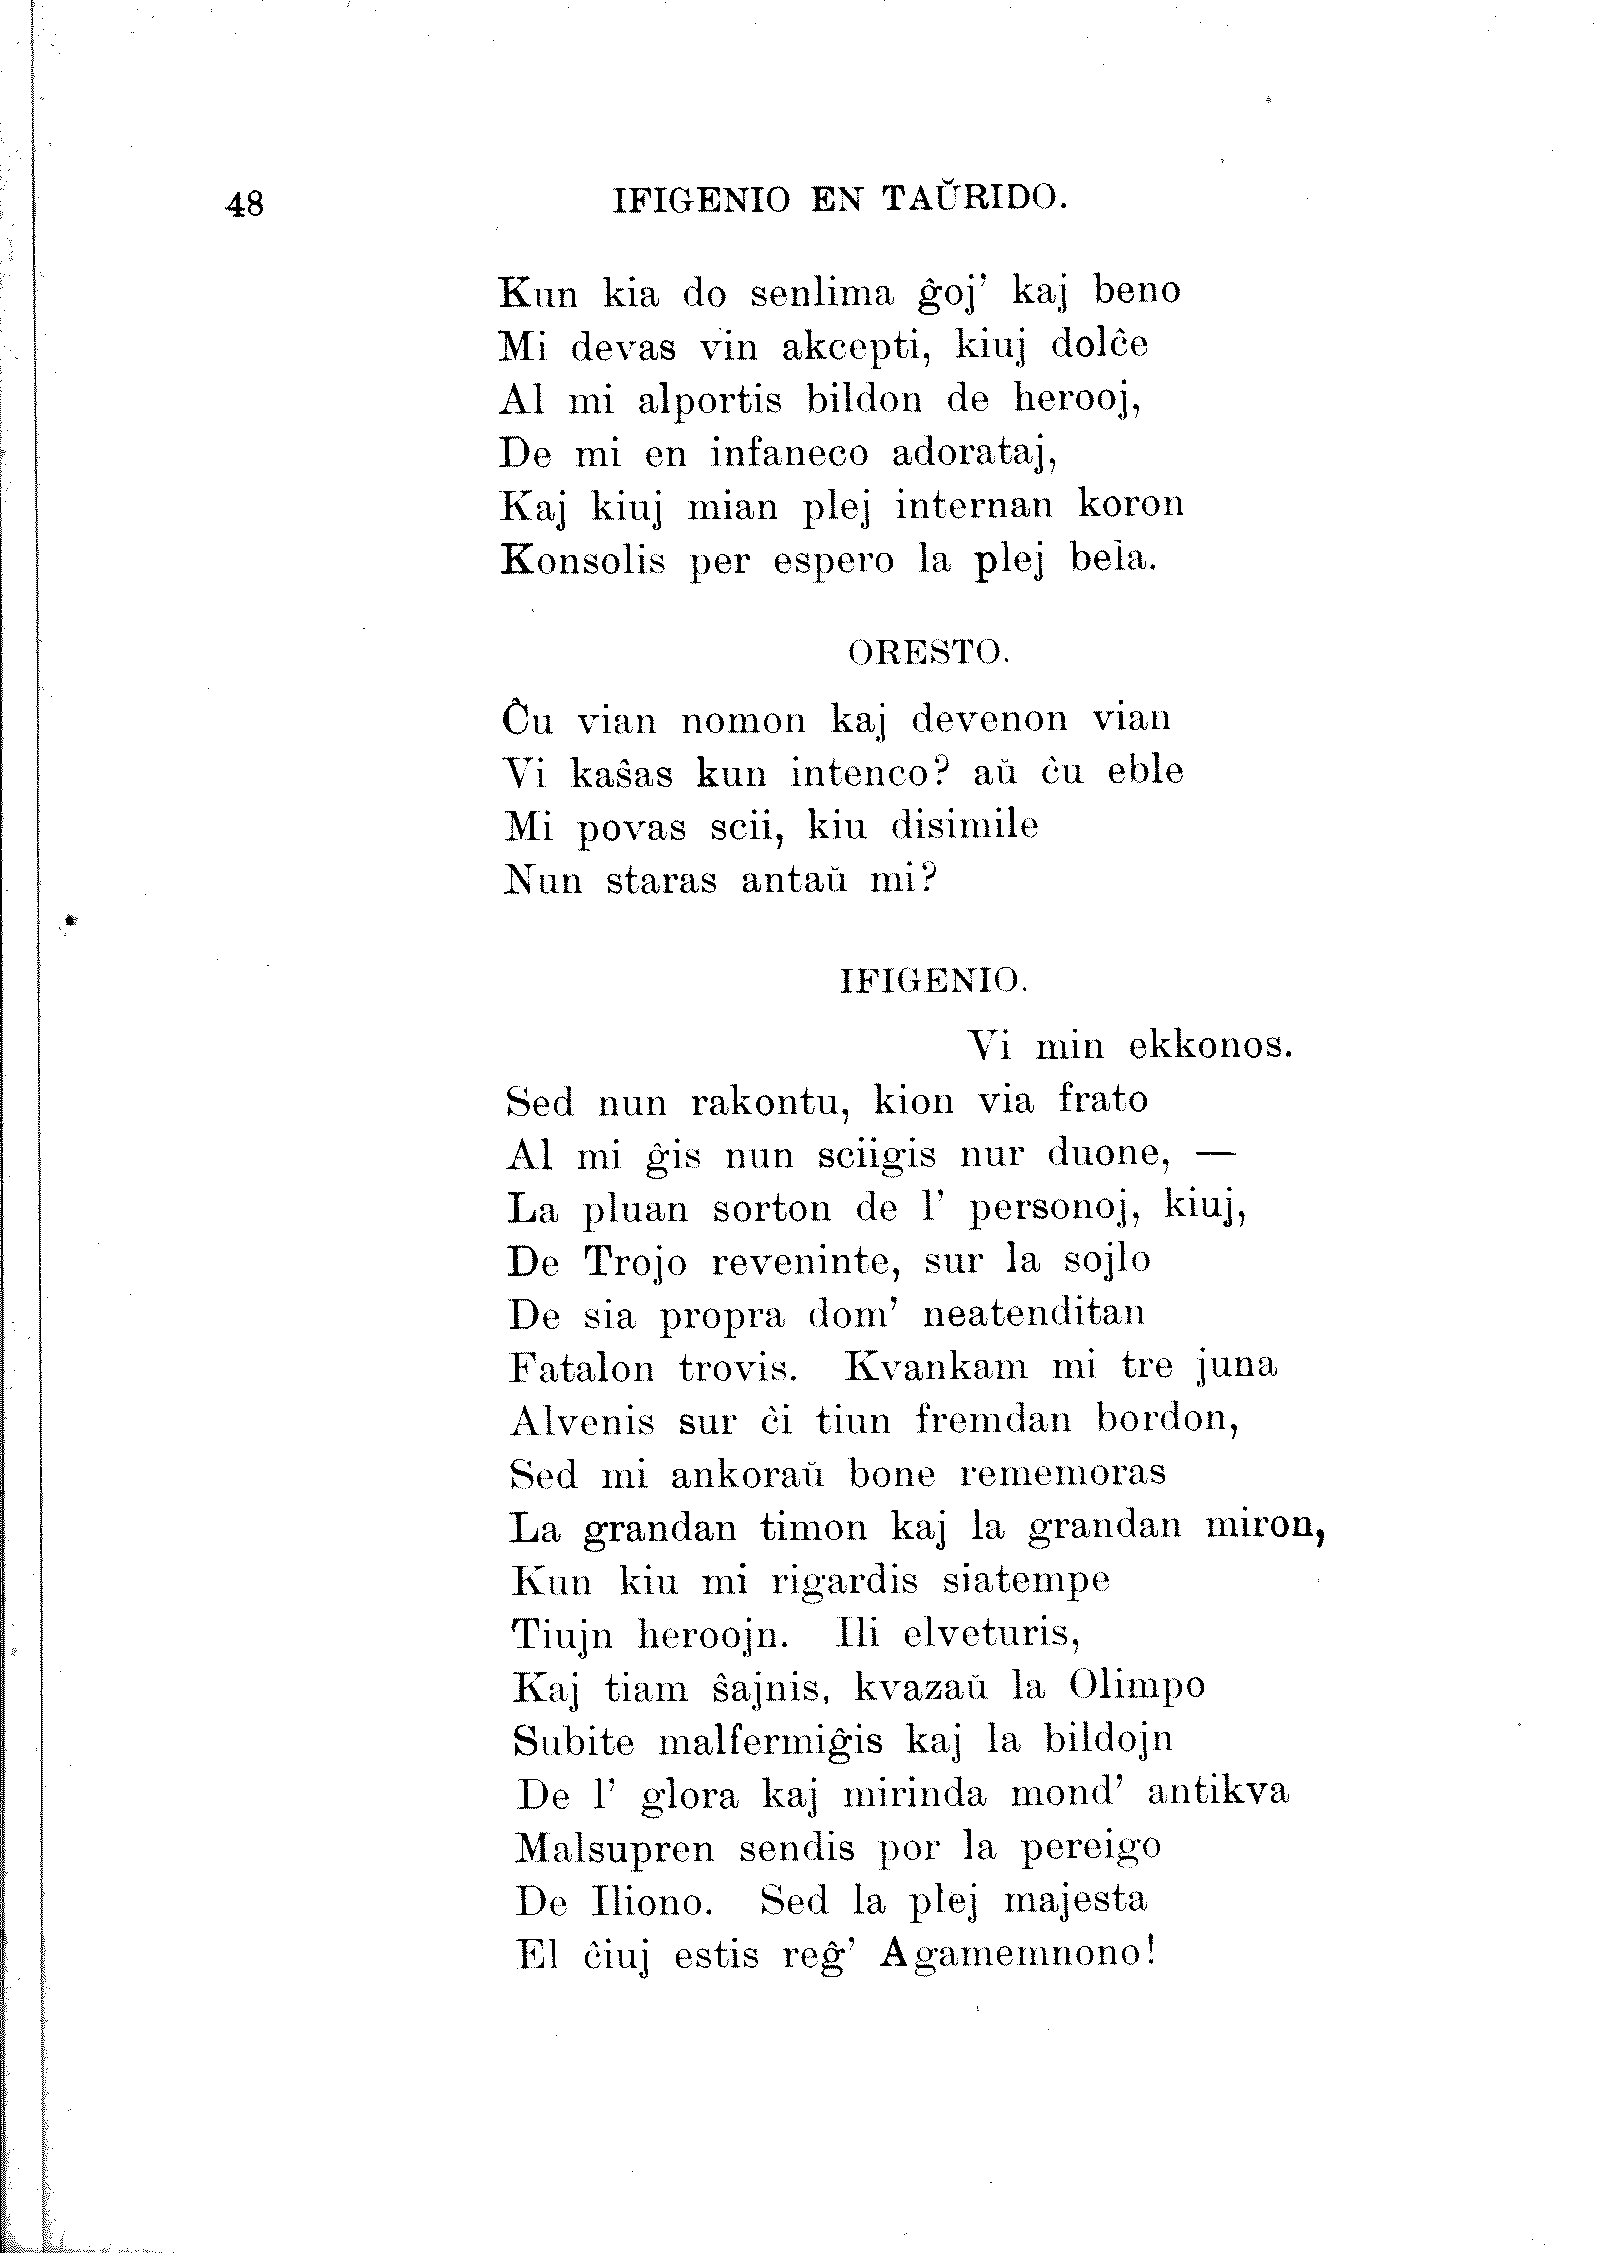 48 IFIGENIO EN TAŬRIDO.
Kun kia do senlima ĝoj’ kaj beno
Mi devas vin akcepti, kiuj dolĉe
Al mi alportis bildon de herooj,
De mi en infaneco adorataj,
Kaj kiuj mian plej internan koron
Konsolis per espero la plej bela.
ORESTO.
Ĉu vian nomon kaj devenon vian
Vi kaŝas kun intenco? aŭ ĉu eble
Mi povas scii, kiu disimile
Nun staras antaŭ mi?
IFIGENIO.
Vi min ekkonos.
Sed nun rakontu, kion via frato
Al mi ĝis nun sciigis nur duone, —
La pluan sorton de l’ personoj, kiuj,
De Trojo reveninte, sur la sojlo
De sia propra dom’ neatenditan
Fatalon trovis. Kvankam mi tre juna
Alvenis sur ĉi tiun fremdan bordon,
Sed mi ankoraŭ bone rememoras
La grandan timon kaj la grandan miron,
Kun kiu mi rigardis siatempe
Tiujn heroojn. Ili elveturis,
Kaj tiam ŝajnis, kvazaŭ la Olimpo
Subite malfermiĝis kaj la bildojn
De l’ glora kaj mirinda mond’ antikva
Malsupren sendis por la pereigo
De Iliono. Sed la plej majesta
El ĉiuj estis reĝ’ Agamemnono!